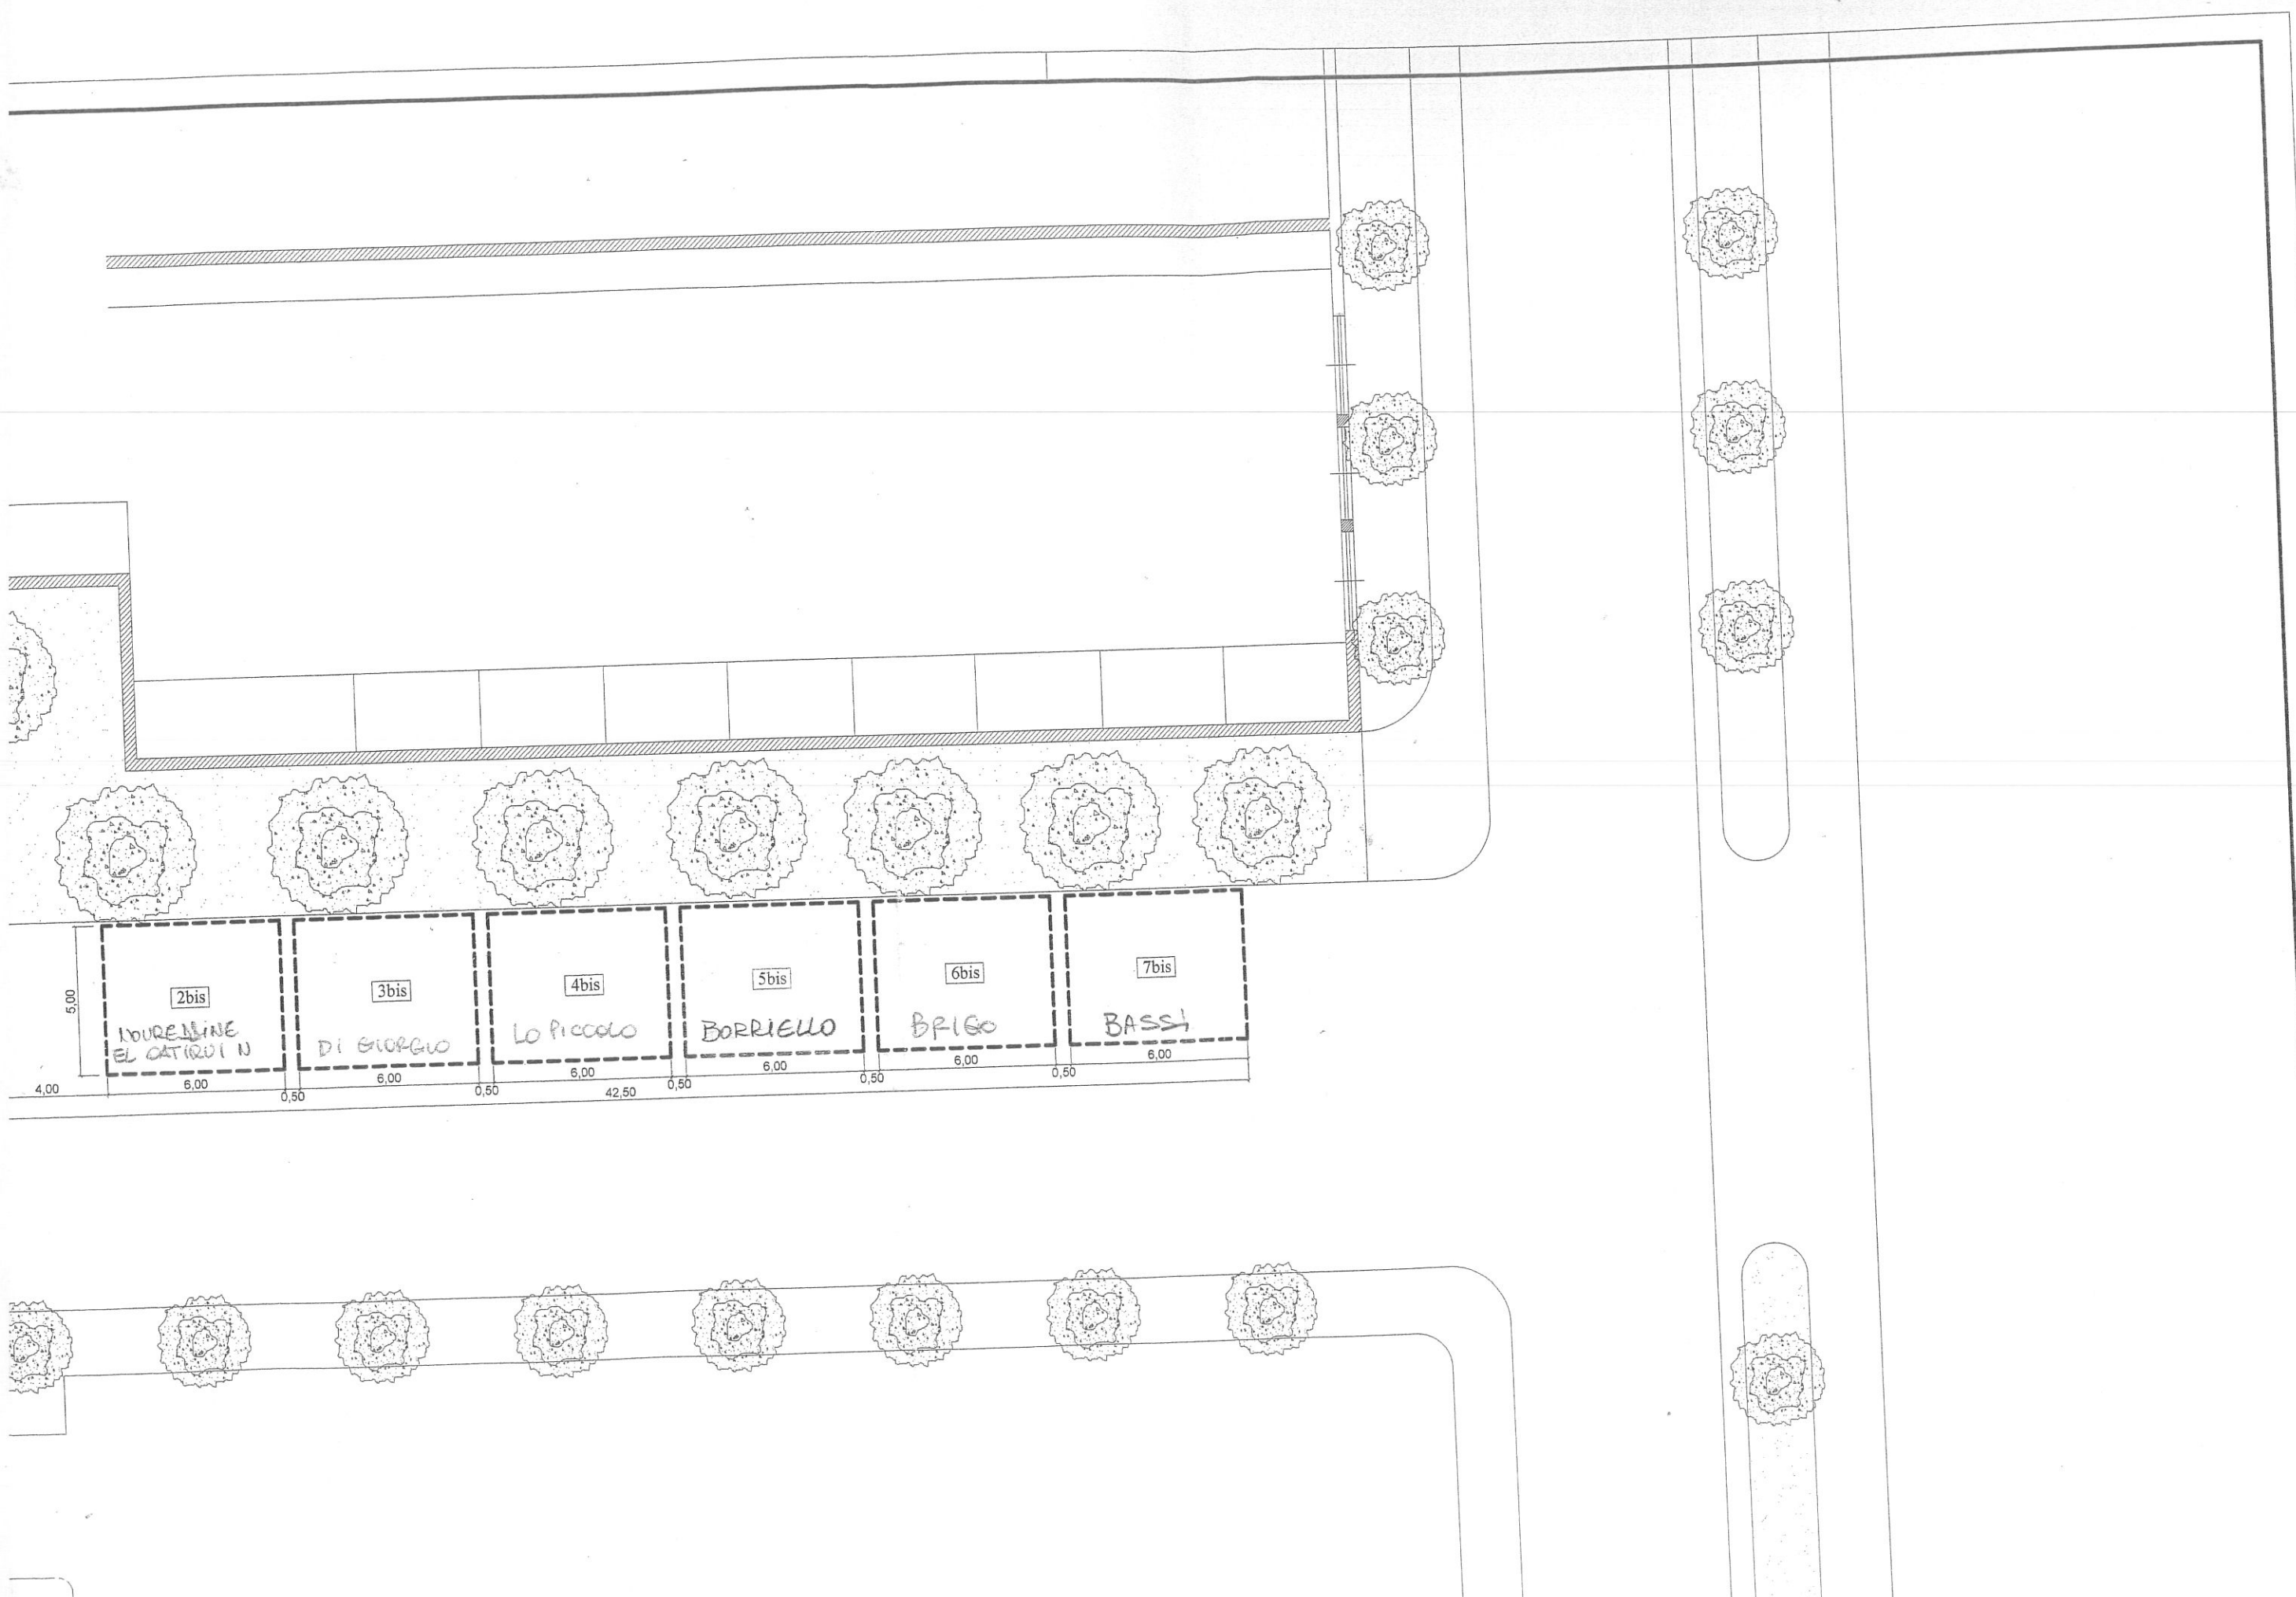 2bis
NOUREDDINE
EL OATIQUI N
3bis
DI GIORGIO
4bis
LO PICCOLO
5bis
BORRIELLO
6bis
BRIGO
7bis
BASSI
5,00
4,00
6,00
0,50
6,00
0,50
6,00
42,50
0,50
6,00
0,50
6,00
0,50
6,00